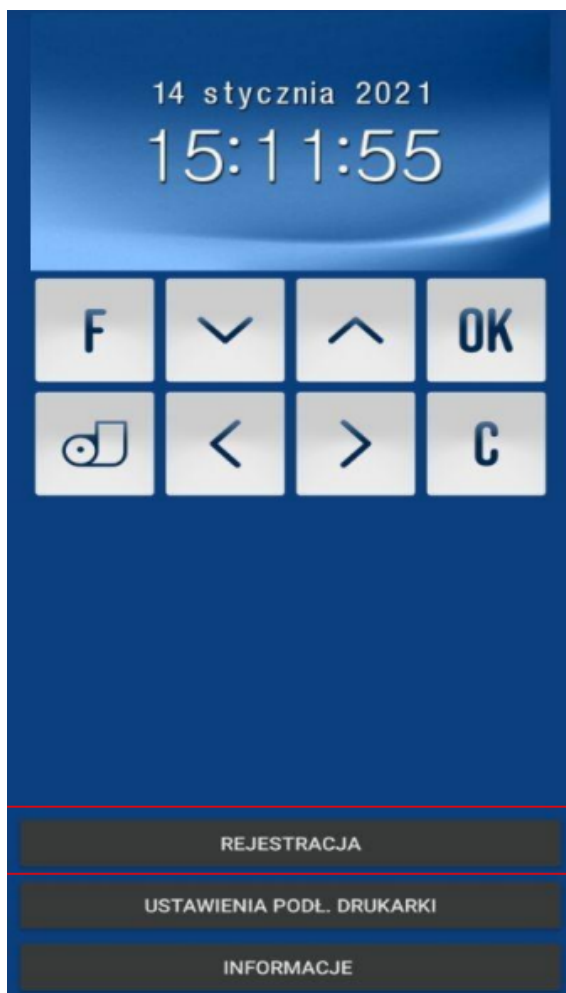 14 stycznia 2021
15:11:55
F
OK
C
REJESTRACJA
USTAWIENIA PODŁ. DRUKARKI
INFORMACJE